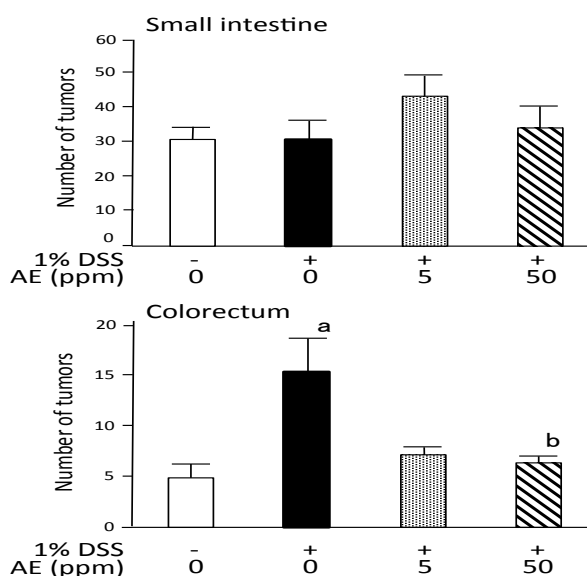 Small intestine
Number of tumors
60
50
40
30
20
10
0
1% DSS - + + +
AE (ppm) 0 0 5 50
Colorectum
Number of tumors
20
15
10
5
0
a
b
1% DSS - + + +
AE (ppm) 0 0 5 50